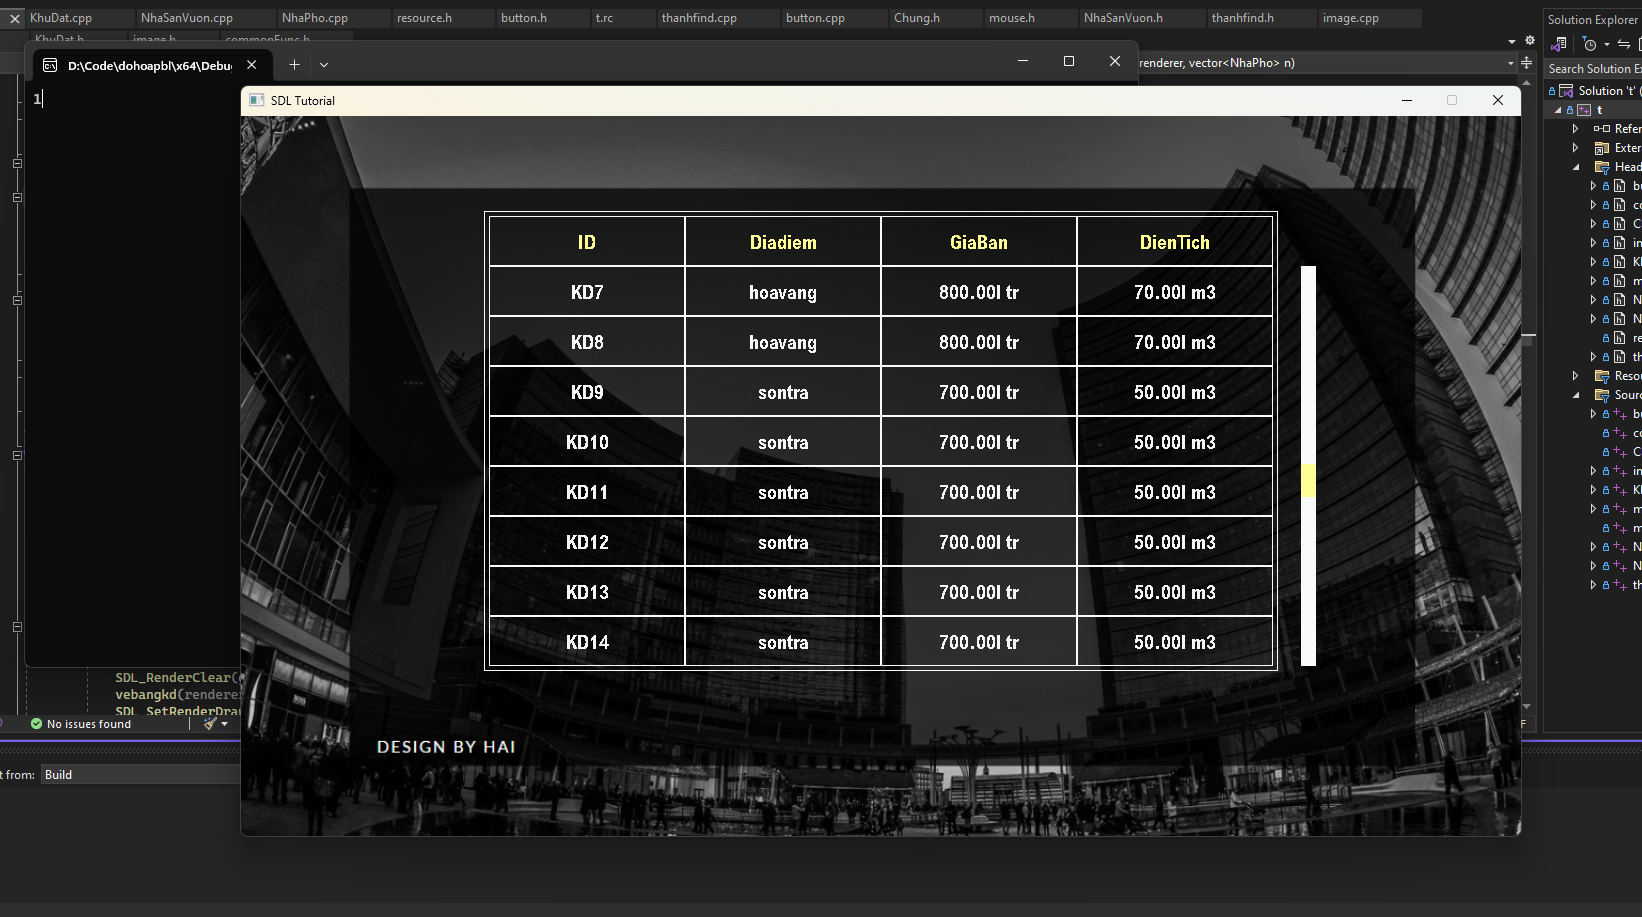 KhuDat.cpp NhaSanVuon.cpp NhaPho.cpp resource.h button.h t.rc thanhfind.cpp button.cpp Chung.h mouse.h NhaSanVuon.h thanhfind.h image.cpp
Solution Explorer
KhuDat.h image.h commonFunc.h
D:\Code\dohoapbl\x64\Debug
renderer, vector<NhaPho> n)
Search Solution Ex
1
SDL Tutorial
Solution 't' (
t
Refer
Exter
Head
Resou
Sourc
ID Diadiem GiaBan DienTich
KD7 hoavang 800.00l tr 70.00l m3
KD8 hoavang 800.00l tr 70.00l m3
KD9 sontra 700.00l tr 50.00l m3
KD10 sontra 700.00l tr 50.00l m3
KD11 sontra 700.00l tr 50.00l m3
KD12 sontra 700.00l tr 50.00l m3
KD13 sontra 700.00l tr 50.00l m3
KD14 sontra 700.00l tr 50.00l m3
SDL_RenderClear(
vebangkd(renderer
SDL_SetRenderDraw
No issues found
DESIGN BY HAI
t from: Build